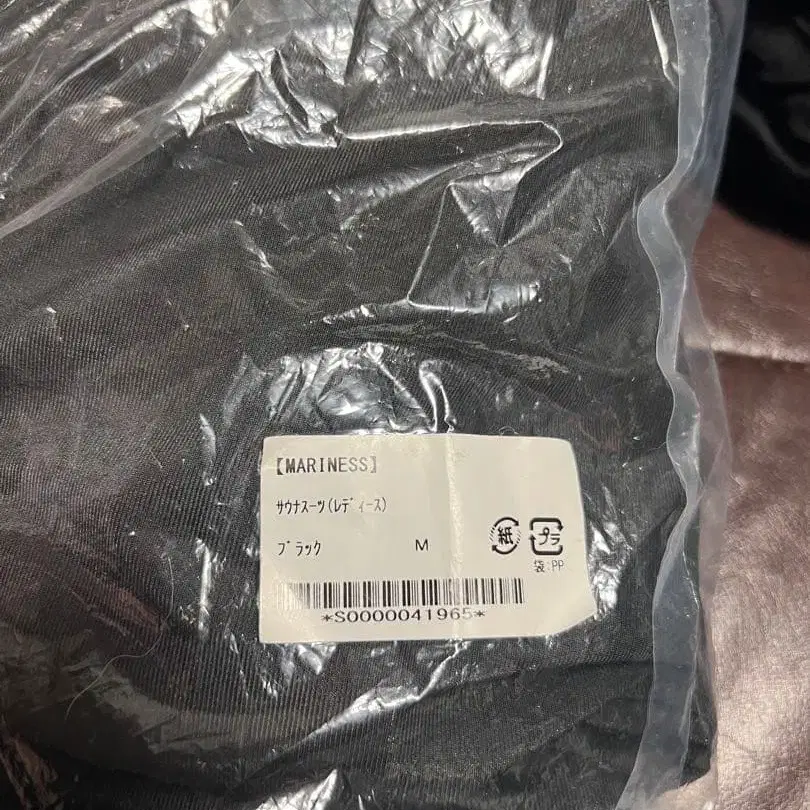 【MARINESS】
ｻｳﾅｽｰﾂ(ﾚﾃﾞｨｰｽ)
ﾌﾞﾗｯｸ M
紙 プラ
袋:PP
*S0000041965*